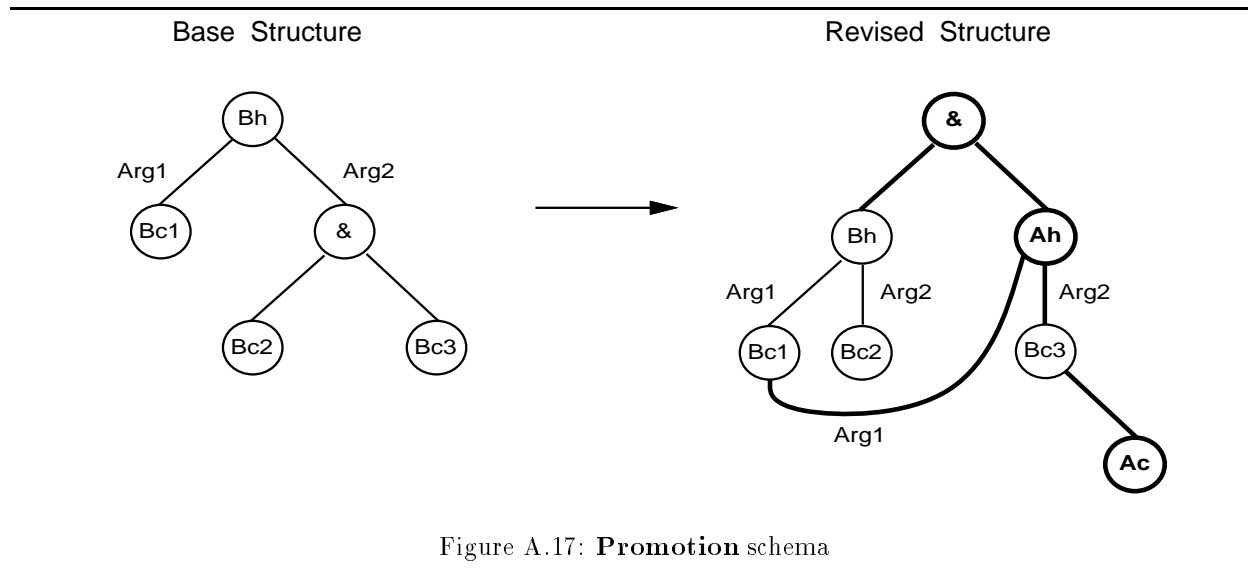 Base Structure
Revised Structure
Bh
Arg1
Arg2
Bc1
&
Bc2
Bc3
&
Bh
Ah
Arg1
Arg2
Arg2
Bc1
Bc2
Bc3
Arg1
Ac
Figure A.17: Promotion schema